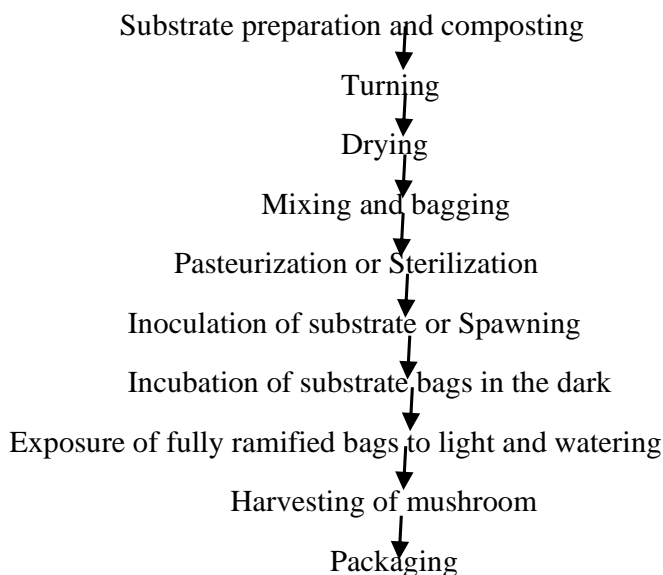 Substrate preparation and composting
Turning
Drying
Mixing and bagging
Pasteurization or Sterilization
Inoculation of substrate or Spawning
Incubation of substrate bags in the dark
Exposure of fully ramified bags to light and watering
Harvesting of mushroom
Packaging